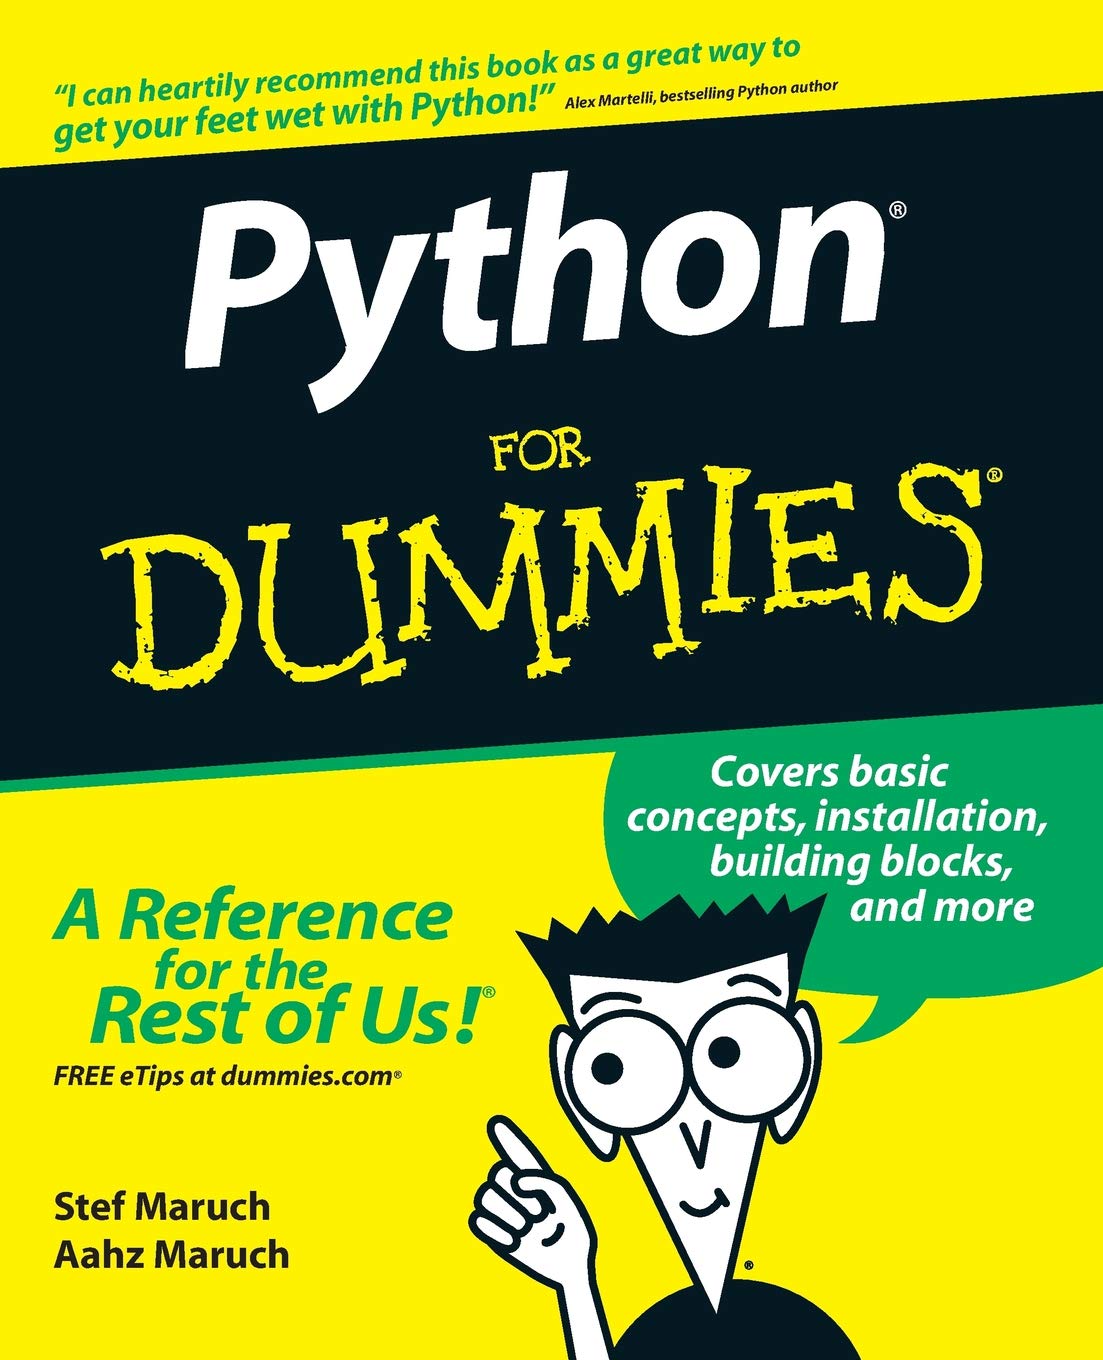 “I can heartily recommend this book as a great way to
get your feet wet with Python!” Alex Martelli, bestselling Python author
Python®
FOR
DUMMIES®
Covers basic
concepts, installation,
building blocks,
and more
A Reference
for the
Rest of Us!®
FREE eTips at dummies.com®
Stef Maruch
Aahz Maruch
®